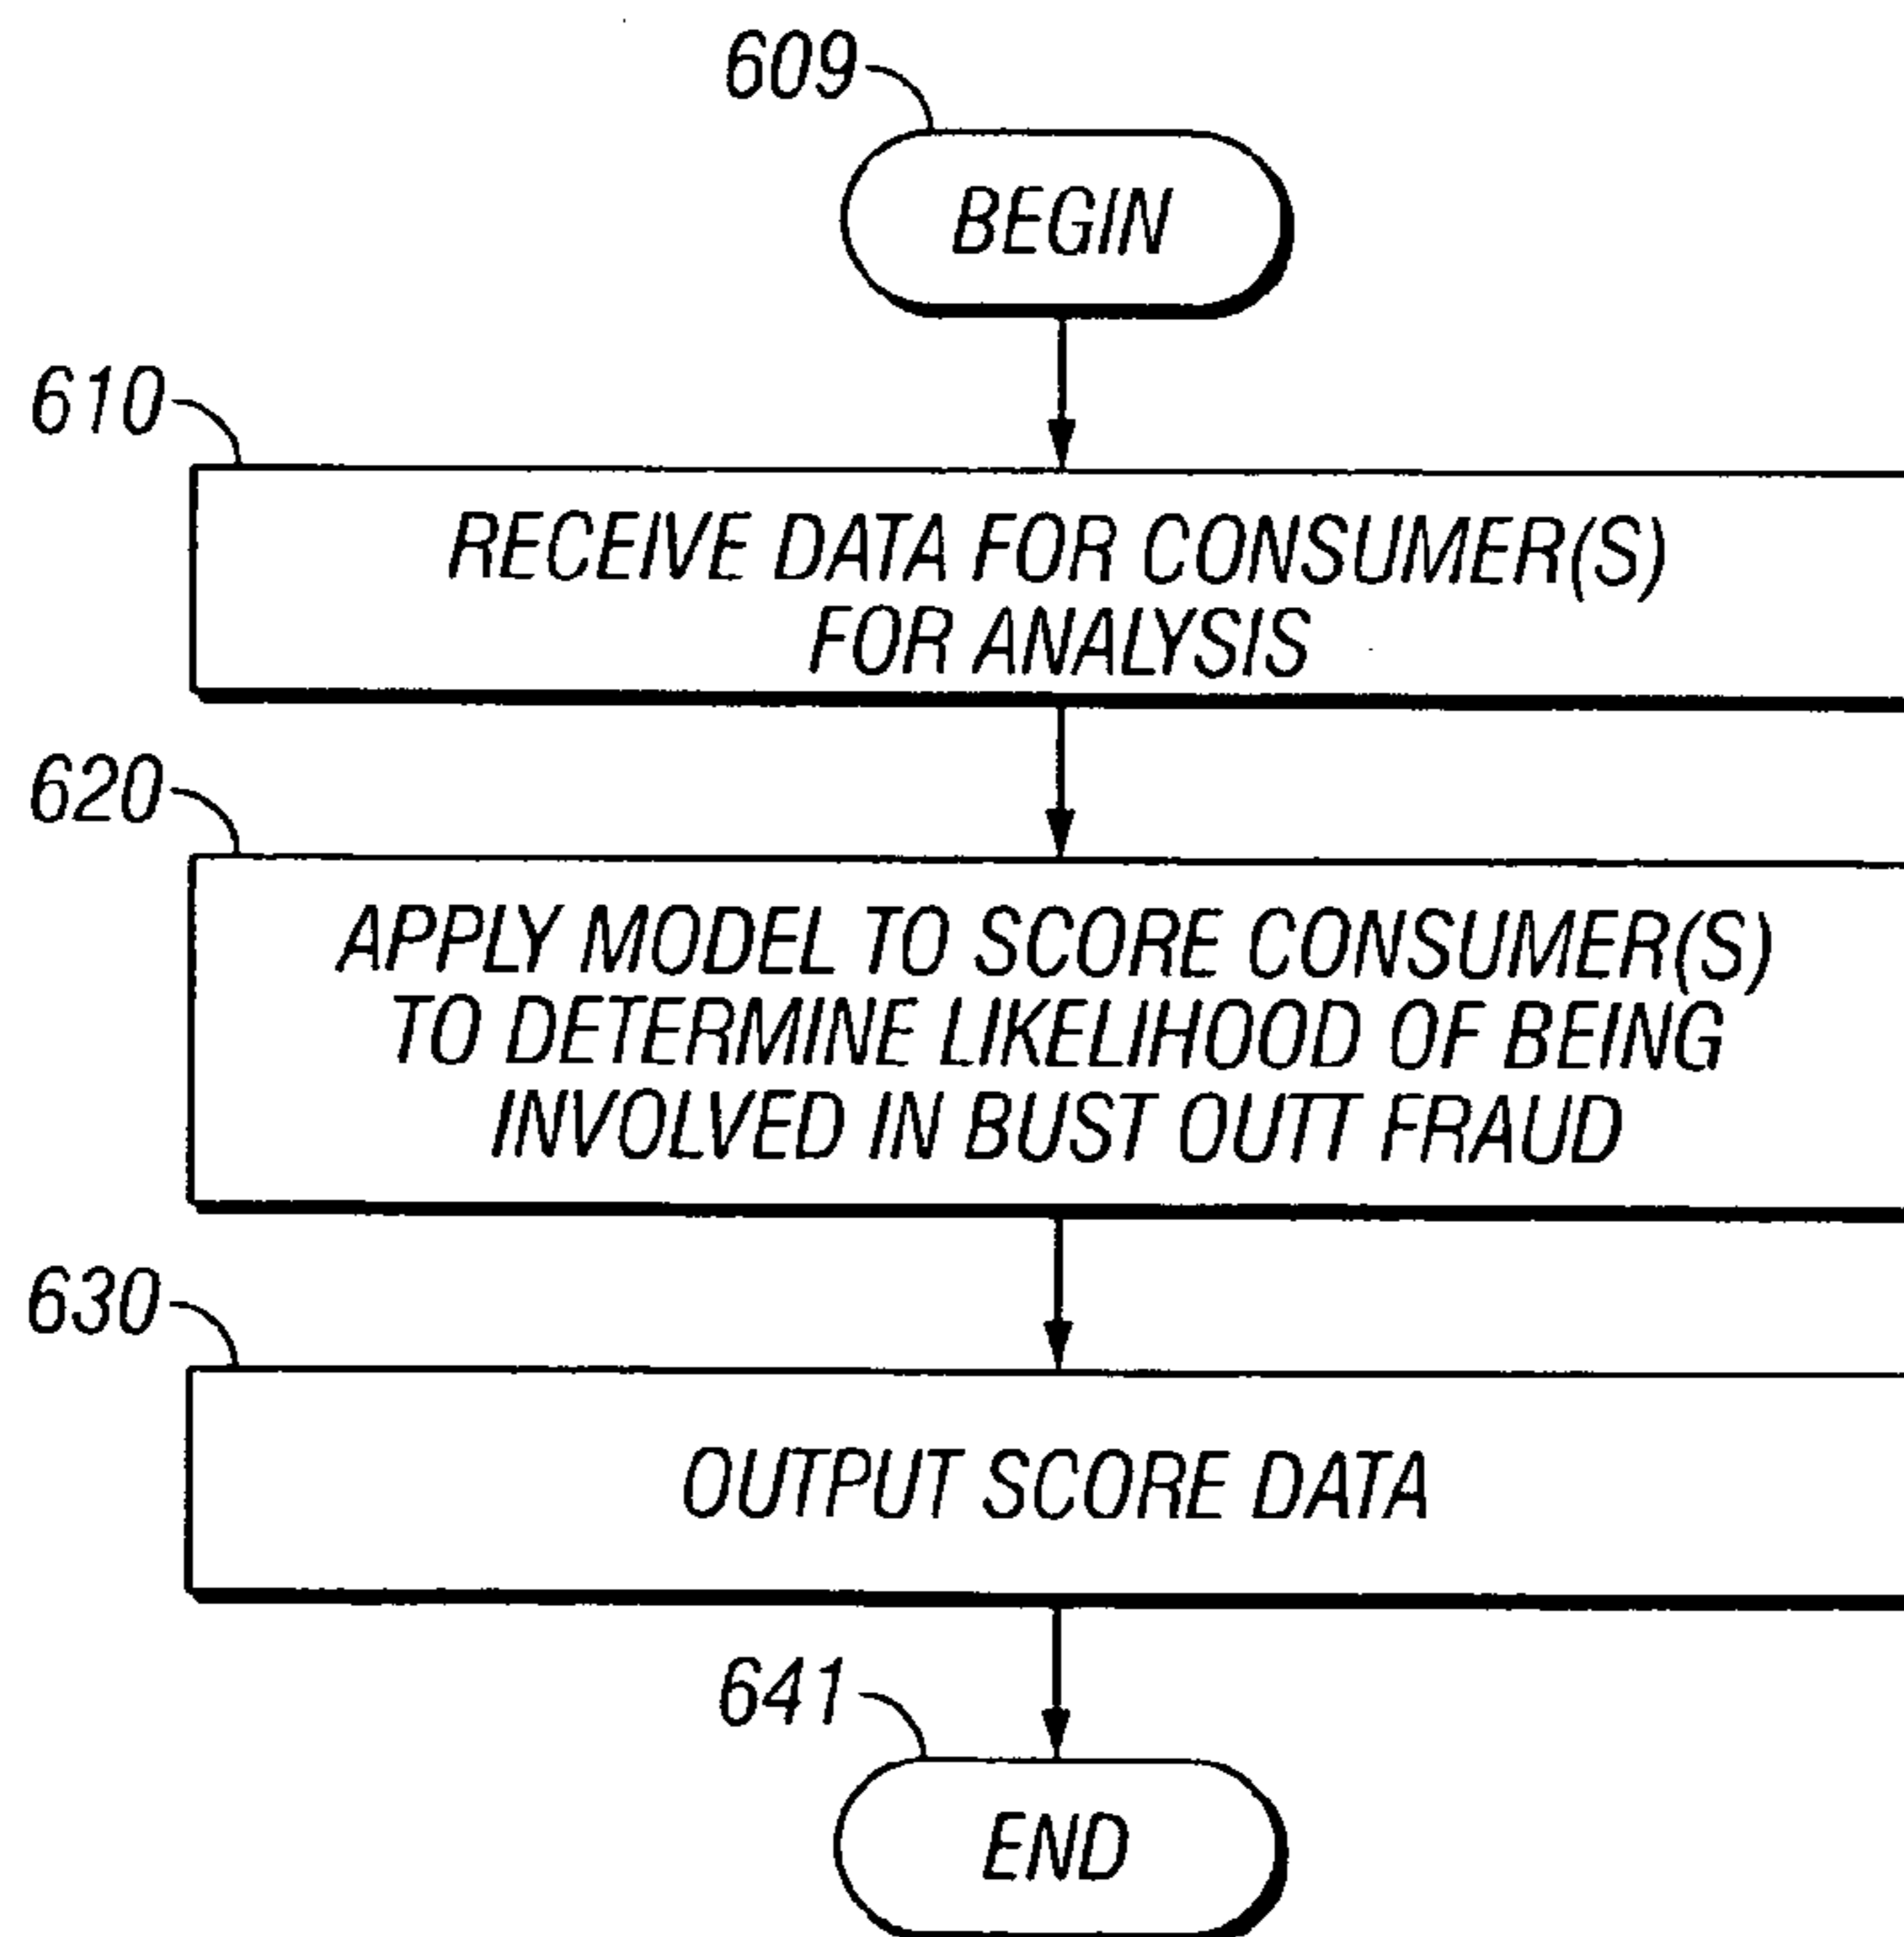 609
BEGIN
610
RECEIVE DATA FOR CONSUMER(S)
FOR ANALYSIS
620
APPLY MODEL TO SCORE CONSUMER(S)
TO DETERMINE LIKELIHOOD OF BEING
INVOLVED IN BUST OUTT FRAUD
630
OUTPUT SCORE DATA
641
END